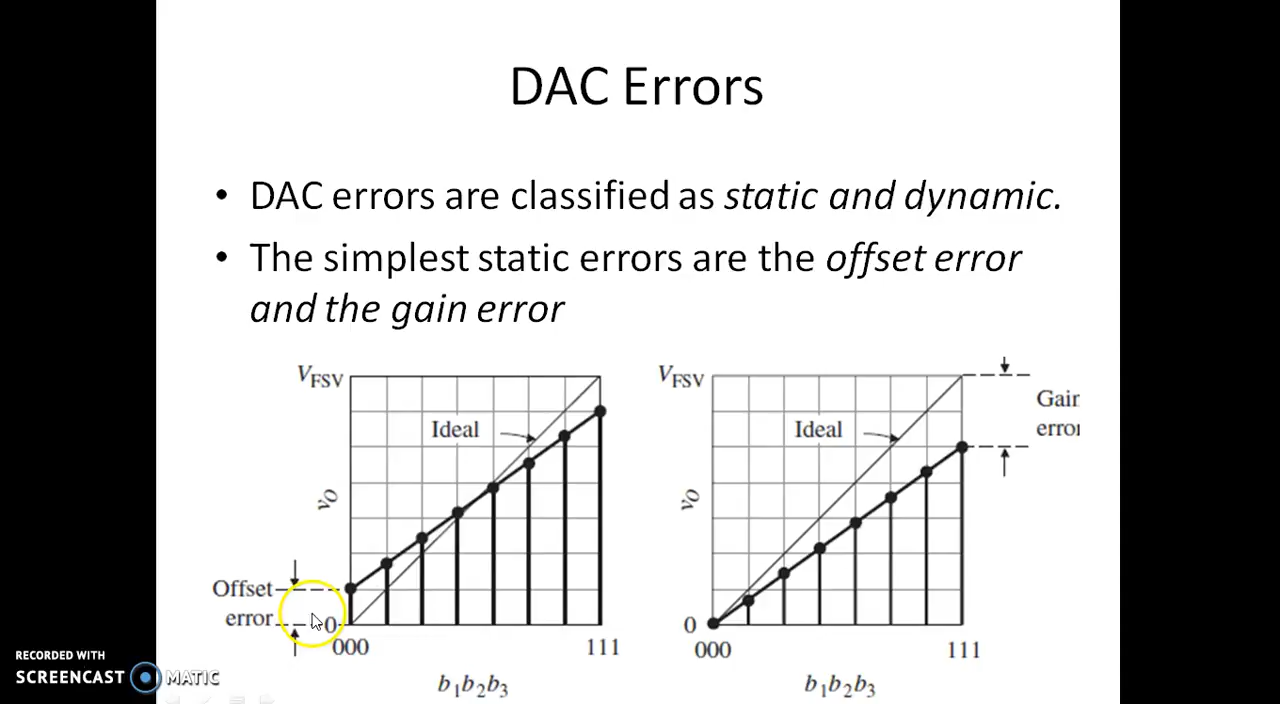 DAC Errors
• DAC errors are classified as static and dynamic.
• The simplest static errors are the offset error
and the gain error
VFSV
Ideal
vO
Offset
error
0
000
111
b1b2b3
VFSV
Ideal
vO
Gain
erro
0
000
111
b1b2b3
RECORDED WITH
SCREENCAST MATIC